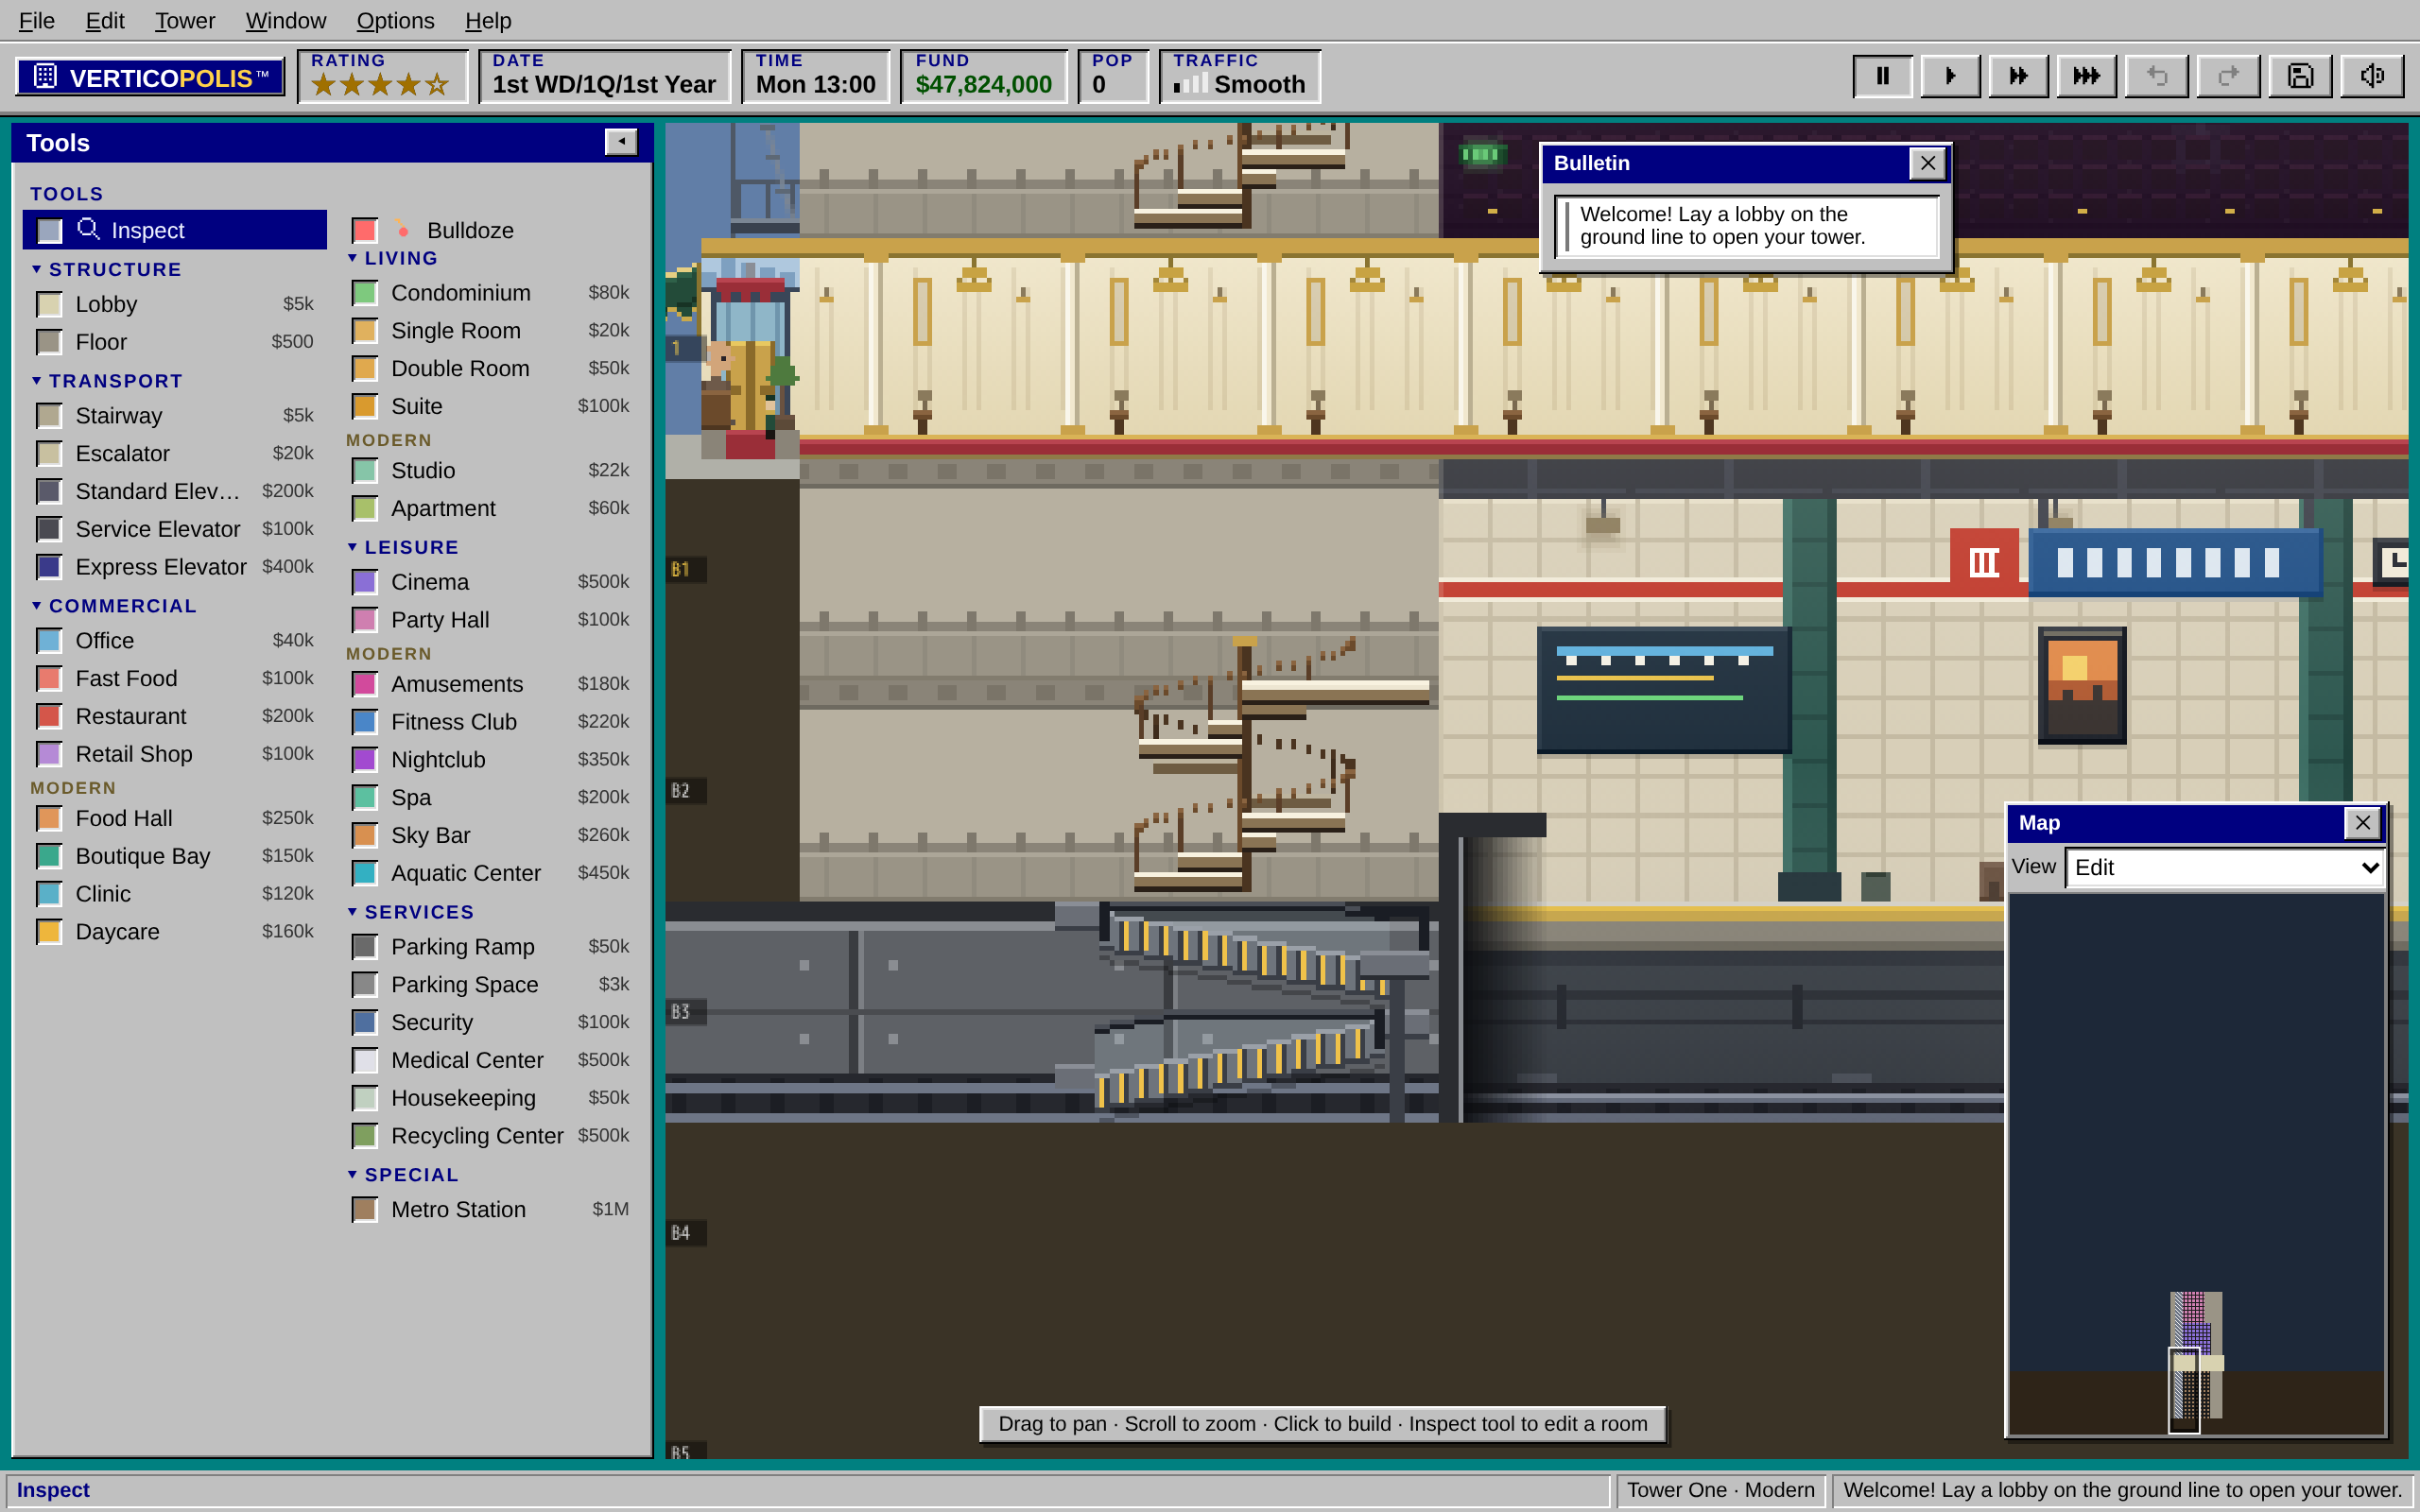 File Edit Tower Window Options Help
VERTICOPOLIS™
RATING
★★★★☆
DATE
1st WD/1Q/1st Year
TIME
Mon 13:00
FUND
$47,824,000
POP
0
TRAFFIC
Smooth
Tools
TOOLS
Inspect
STRUCTURE
Lobby $5k
Floor $500
TRANSPORT
Stairway $5k
Escalator $20k
Standard Elev… $200k
Service Elevator $100k
Express Elevator $400k
COMMERCIAL
Office $40k
Fast Food $100k
Restaurant $200k
Retail Shop $100k
MODERN
Food Hall $250k
Boutique Bay $150k
Clinic $120k
Daycare $160k
Bulldoze
LIVING
Condominium $80k
Single Room $20k
Double Room $50k
Suite $100k
MODERN
Studio $22k
Apartment $60k
LEISURE
Cinema $500k
Party Hall $100k
MODERN
Amusements $180k
Fitness Club $220k
Nightclub $350k
Spa $200k
Sky Bar $260k
Aquatic Center $450k
SERVICES
Parking Ramp $50k
Parking Space $3k
Security $100k
Medical Center $500k
Housekeeping $50k
Recycling Center $500k
SPECIAL
Metro Station $1M
1
B1
B2
B3
B4
B5
Bulletin
Welcome! Lay a lobby on the
ground line to open your tower.
Map
View Edit
Drag to pan · Scroll to zoom · Click to build · Inspect tool to edit a room
Inspect
Tower One · Modern
Welcome! Lay a lobby on the ground line to open your tower.